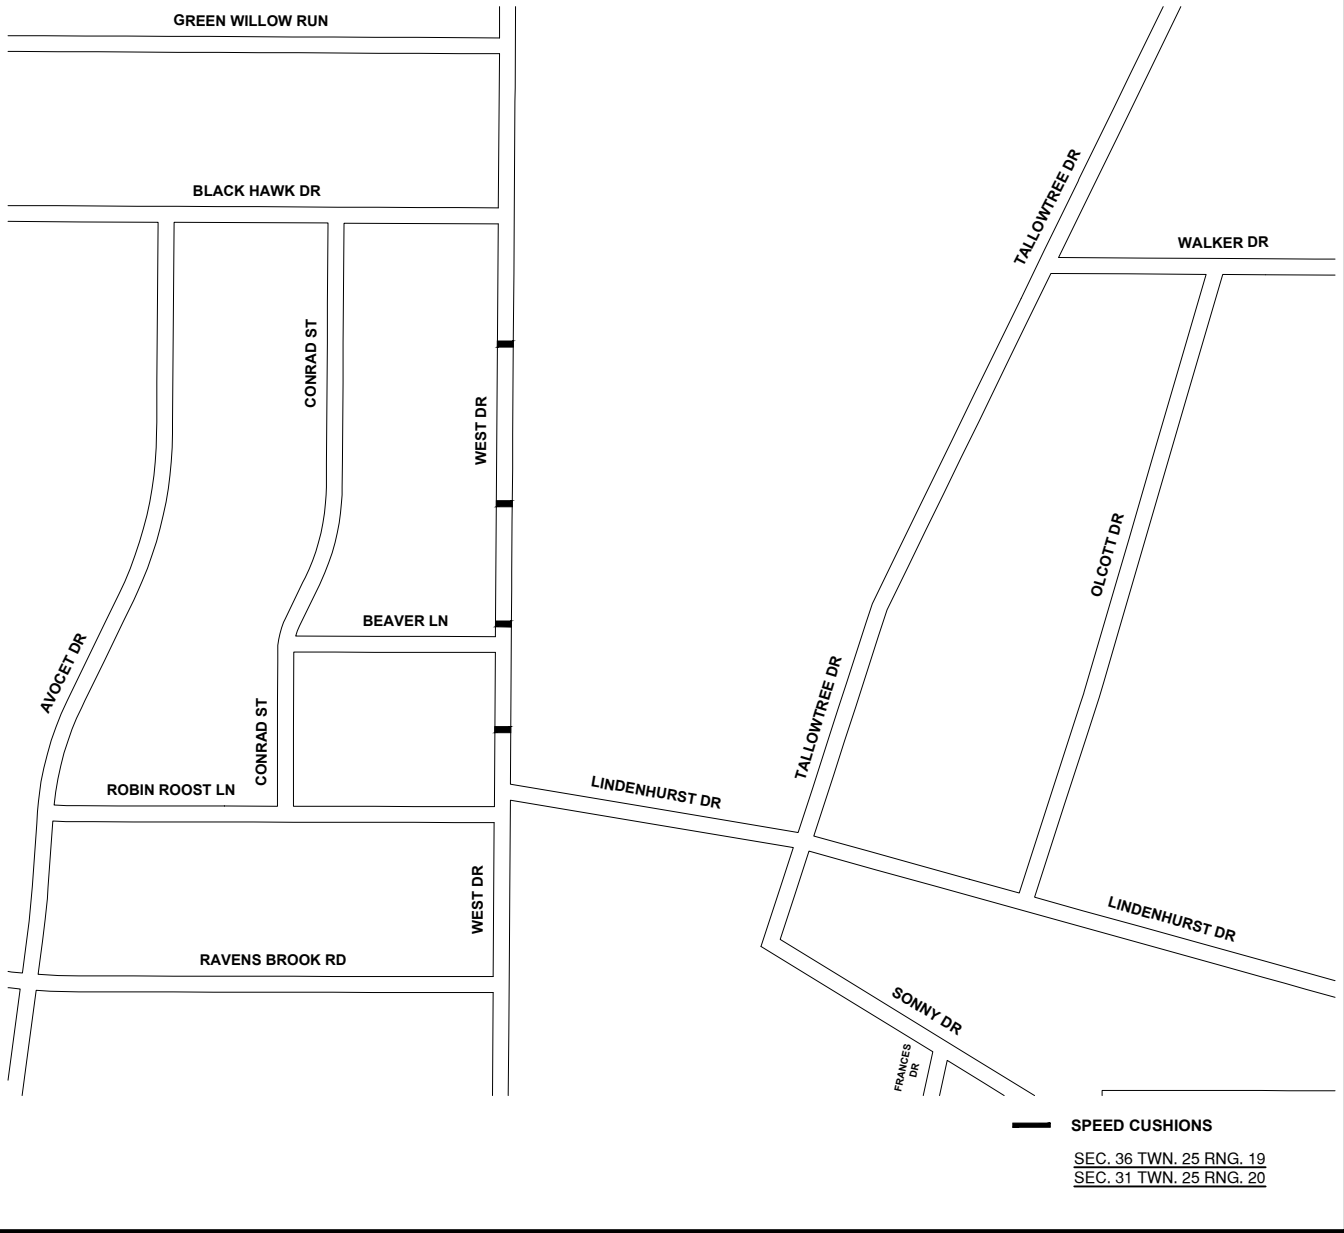 GREEN WILLOW RUN
BLACK HAWK DR
TALLOWTREE DR
WALKER DR
CONRAD ST
WEST DR
OLCOTT DR
BEAVER LN
AVOCET DR
TALLOWTREE DR
CONRAD ST
ROBIN ROOST LN
LINDENHURST DR
WEST DR
LINDENHURST DR
RAVENS BROOK RD
SONNY DR
FRANCES
DR
SPEED CUSHIONS
SEC. 36 TWN. 25 RNG. 19
SEC. 31 TWN. 25 RNG. 20